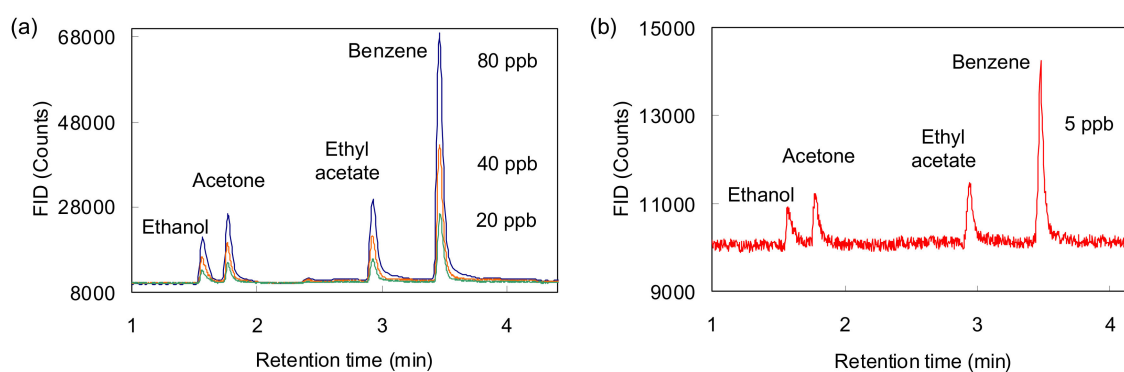 (a)
68000
48000
28000
8000
FID (Counts)
Benzene
80 ppb
40 ppb
20 ppb
Ethyl
acetate
Acetone
Ethanol
1 2 3 4
Retention time (min)
(b)
15000
13000
11000
9000
FID (Counts)
Benzene
5 ppb
Ethyl
acetate
Acetone
Ethanol
1 2 3 4
Retention time (min)